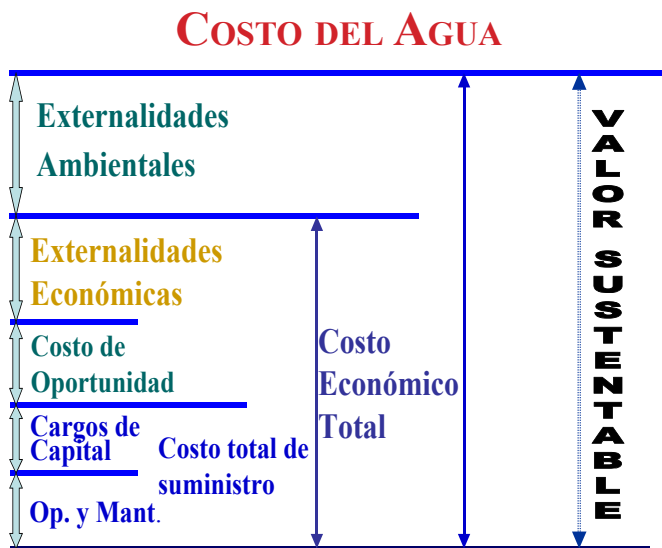 COSTO DEL AGUA
Externalidades
Ambientales
Externalidades
Económicas
Costo de
Oportunidad
Cargos de
Capital
Op. y Mant.
Costo total de
suministro
Costo
Económico
Total
VALOR SUSTENTABLE